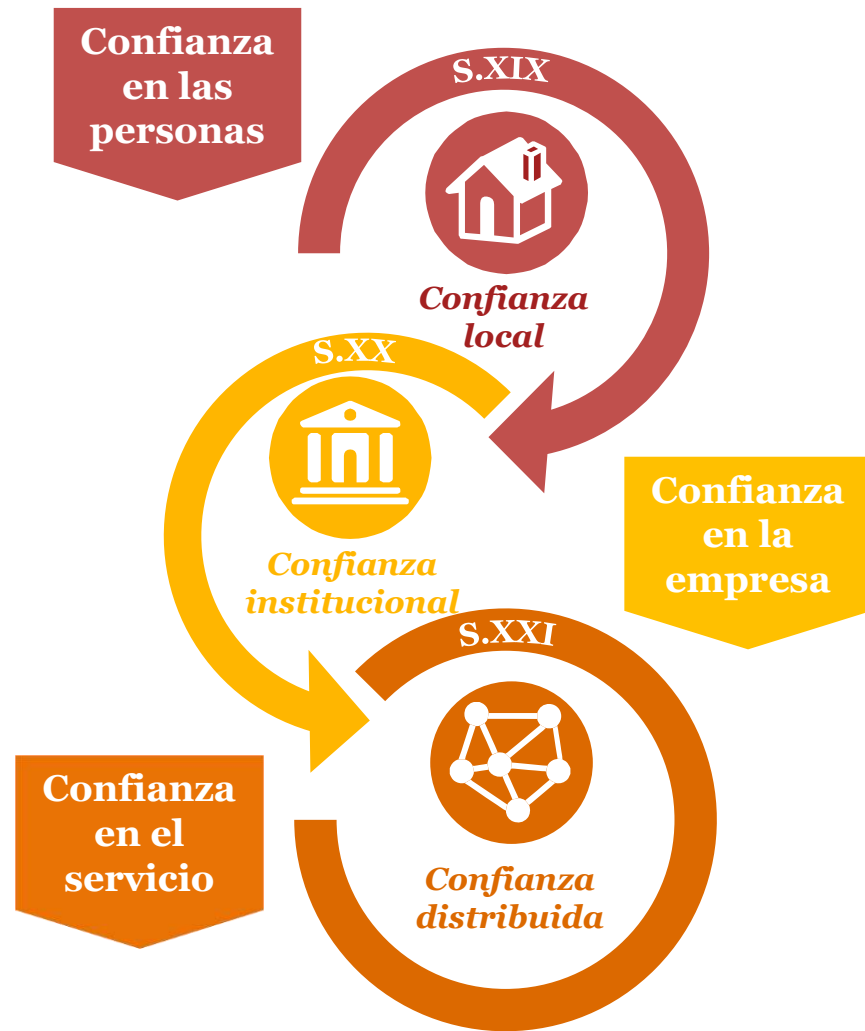 Confianza
en las
personas
S.XIX
Confianza
local
S.XX
Confianza
institucional
Confianza
en la
empresa
S.XXI
Confianza
en el
servicio
Confianza
distribuida